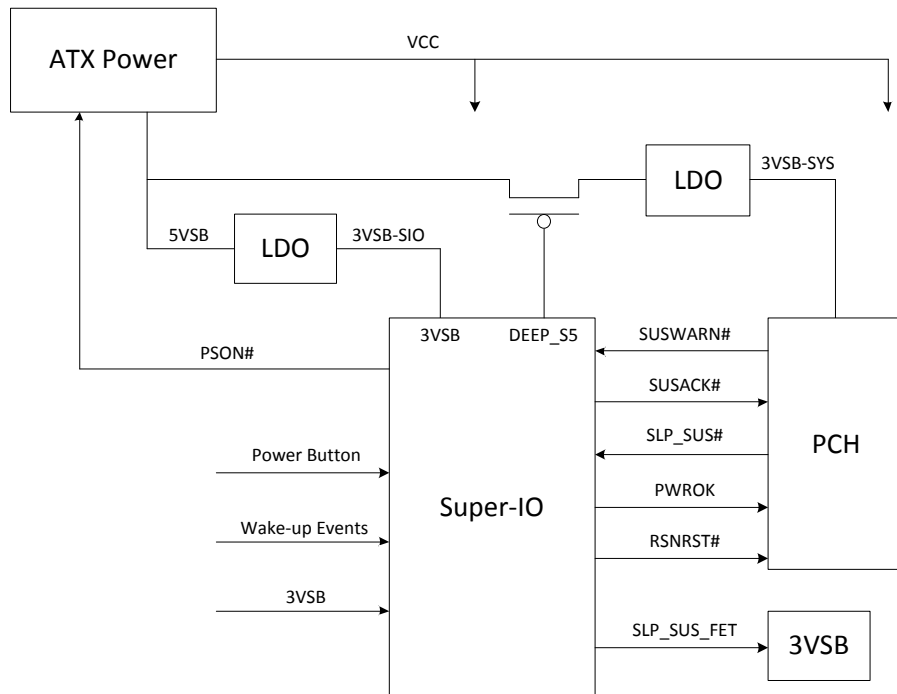 VCC
ATX Power
LDO
3VSB-SYS
5VSB
LDO
3VSB-SIO
3VSB
DEEP_S5
PSON#
SUSWARN#
SUSACK#
SLP_SUS#
PCH
Power Button
PWROK
Super-IO
Wake-up Events
RSNRST#
3VSB
SLP_SUS_FET
3VSB